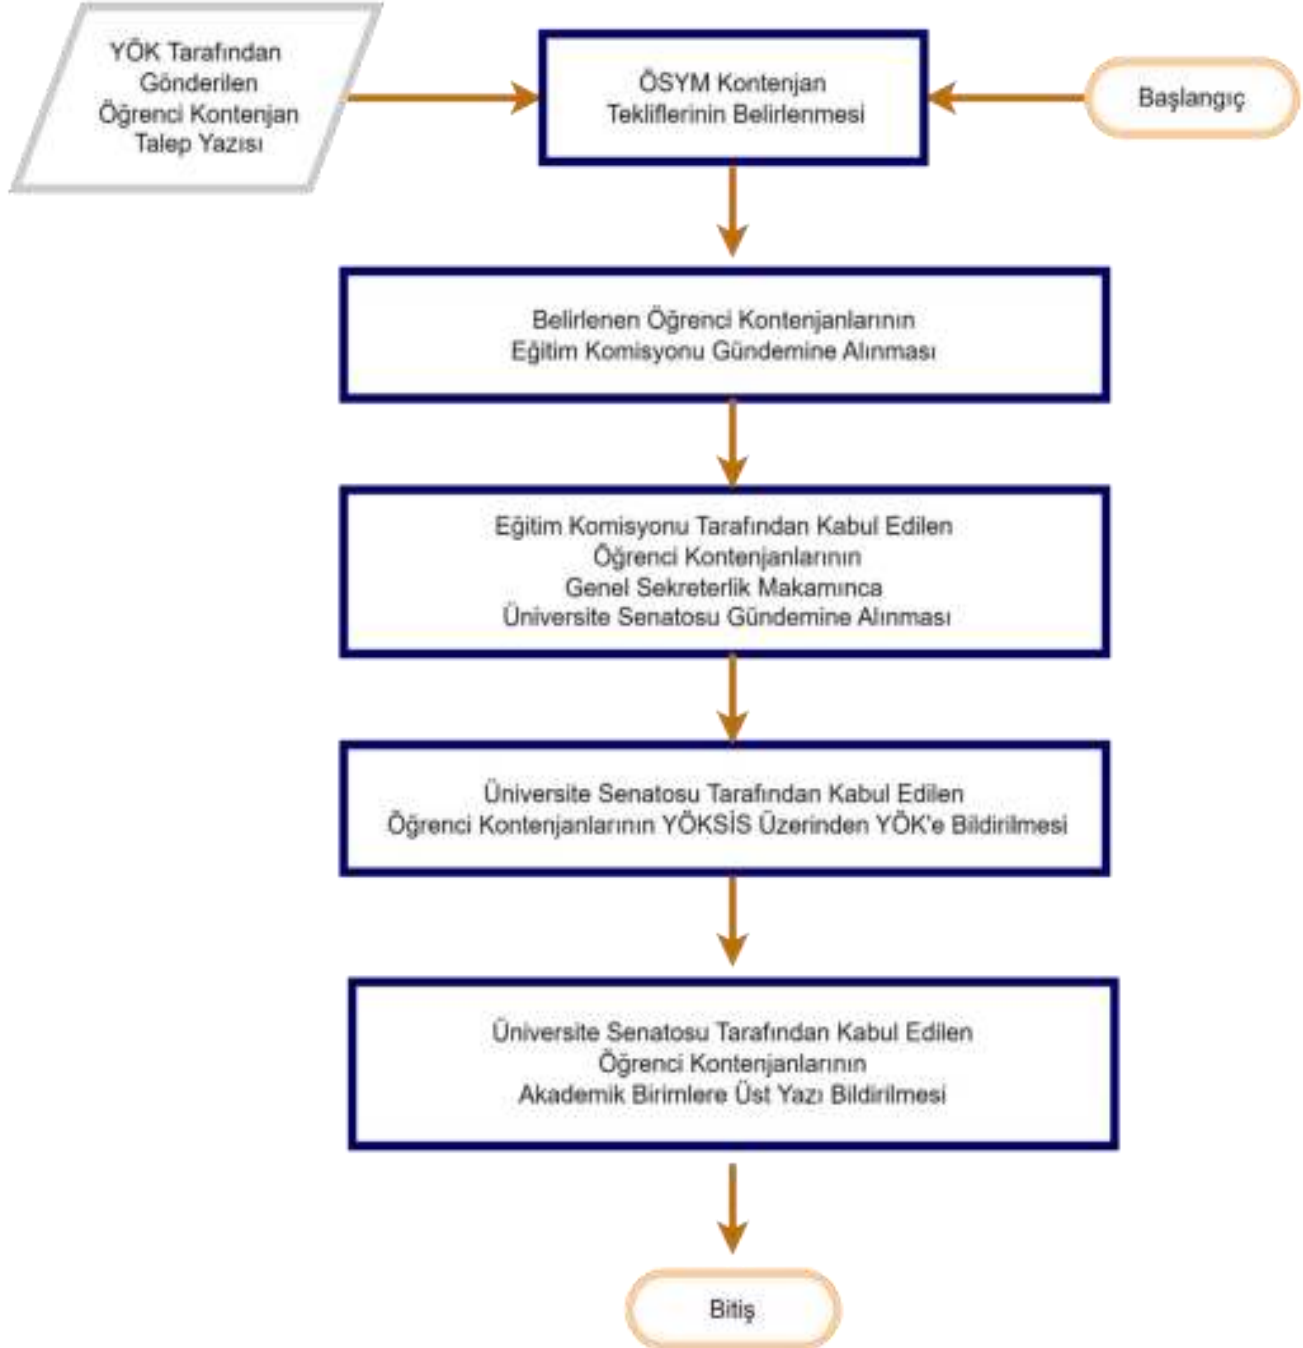 YÖK Tarafından
Gönderilen
Öğrenci Kontenjan
Talep Yazısı
ÖSYM Kontenjan
Tekliflerinin Belirlenmesi
Başlangıç
Belirlenen Öğrenci Kontenjanlarının
Eğitim Komisyonu Gündemine Alınması
Eğitim Komisyonu Tarafından Kabul Edilen
Öğrenci Kontenjanlarının
Genel Sekreterlik Makamınca
Üniversite Senatosu Gündemine Alınması
Üniversite Senatosu Tarafından Kabul Edilen
Öğrenci Kontenjanlarının YÖKSİS Üzerinden YÖK'e Bildirilmesi
Üniversite Senatosu Tarafından Kabul Edilen
Öğrenci Kontenjanlarının
Akademik Birimlere Üst Yazı Bildirilmesi
Bitiş